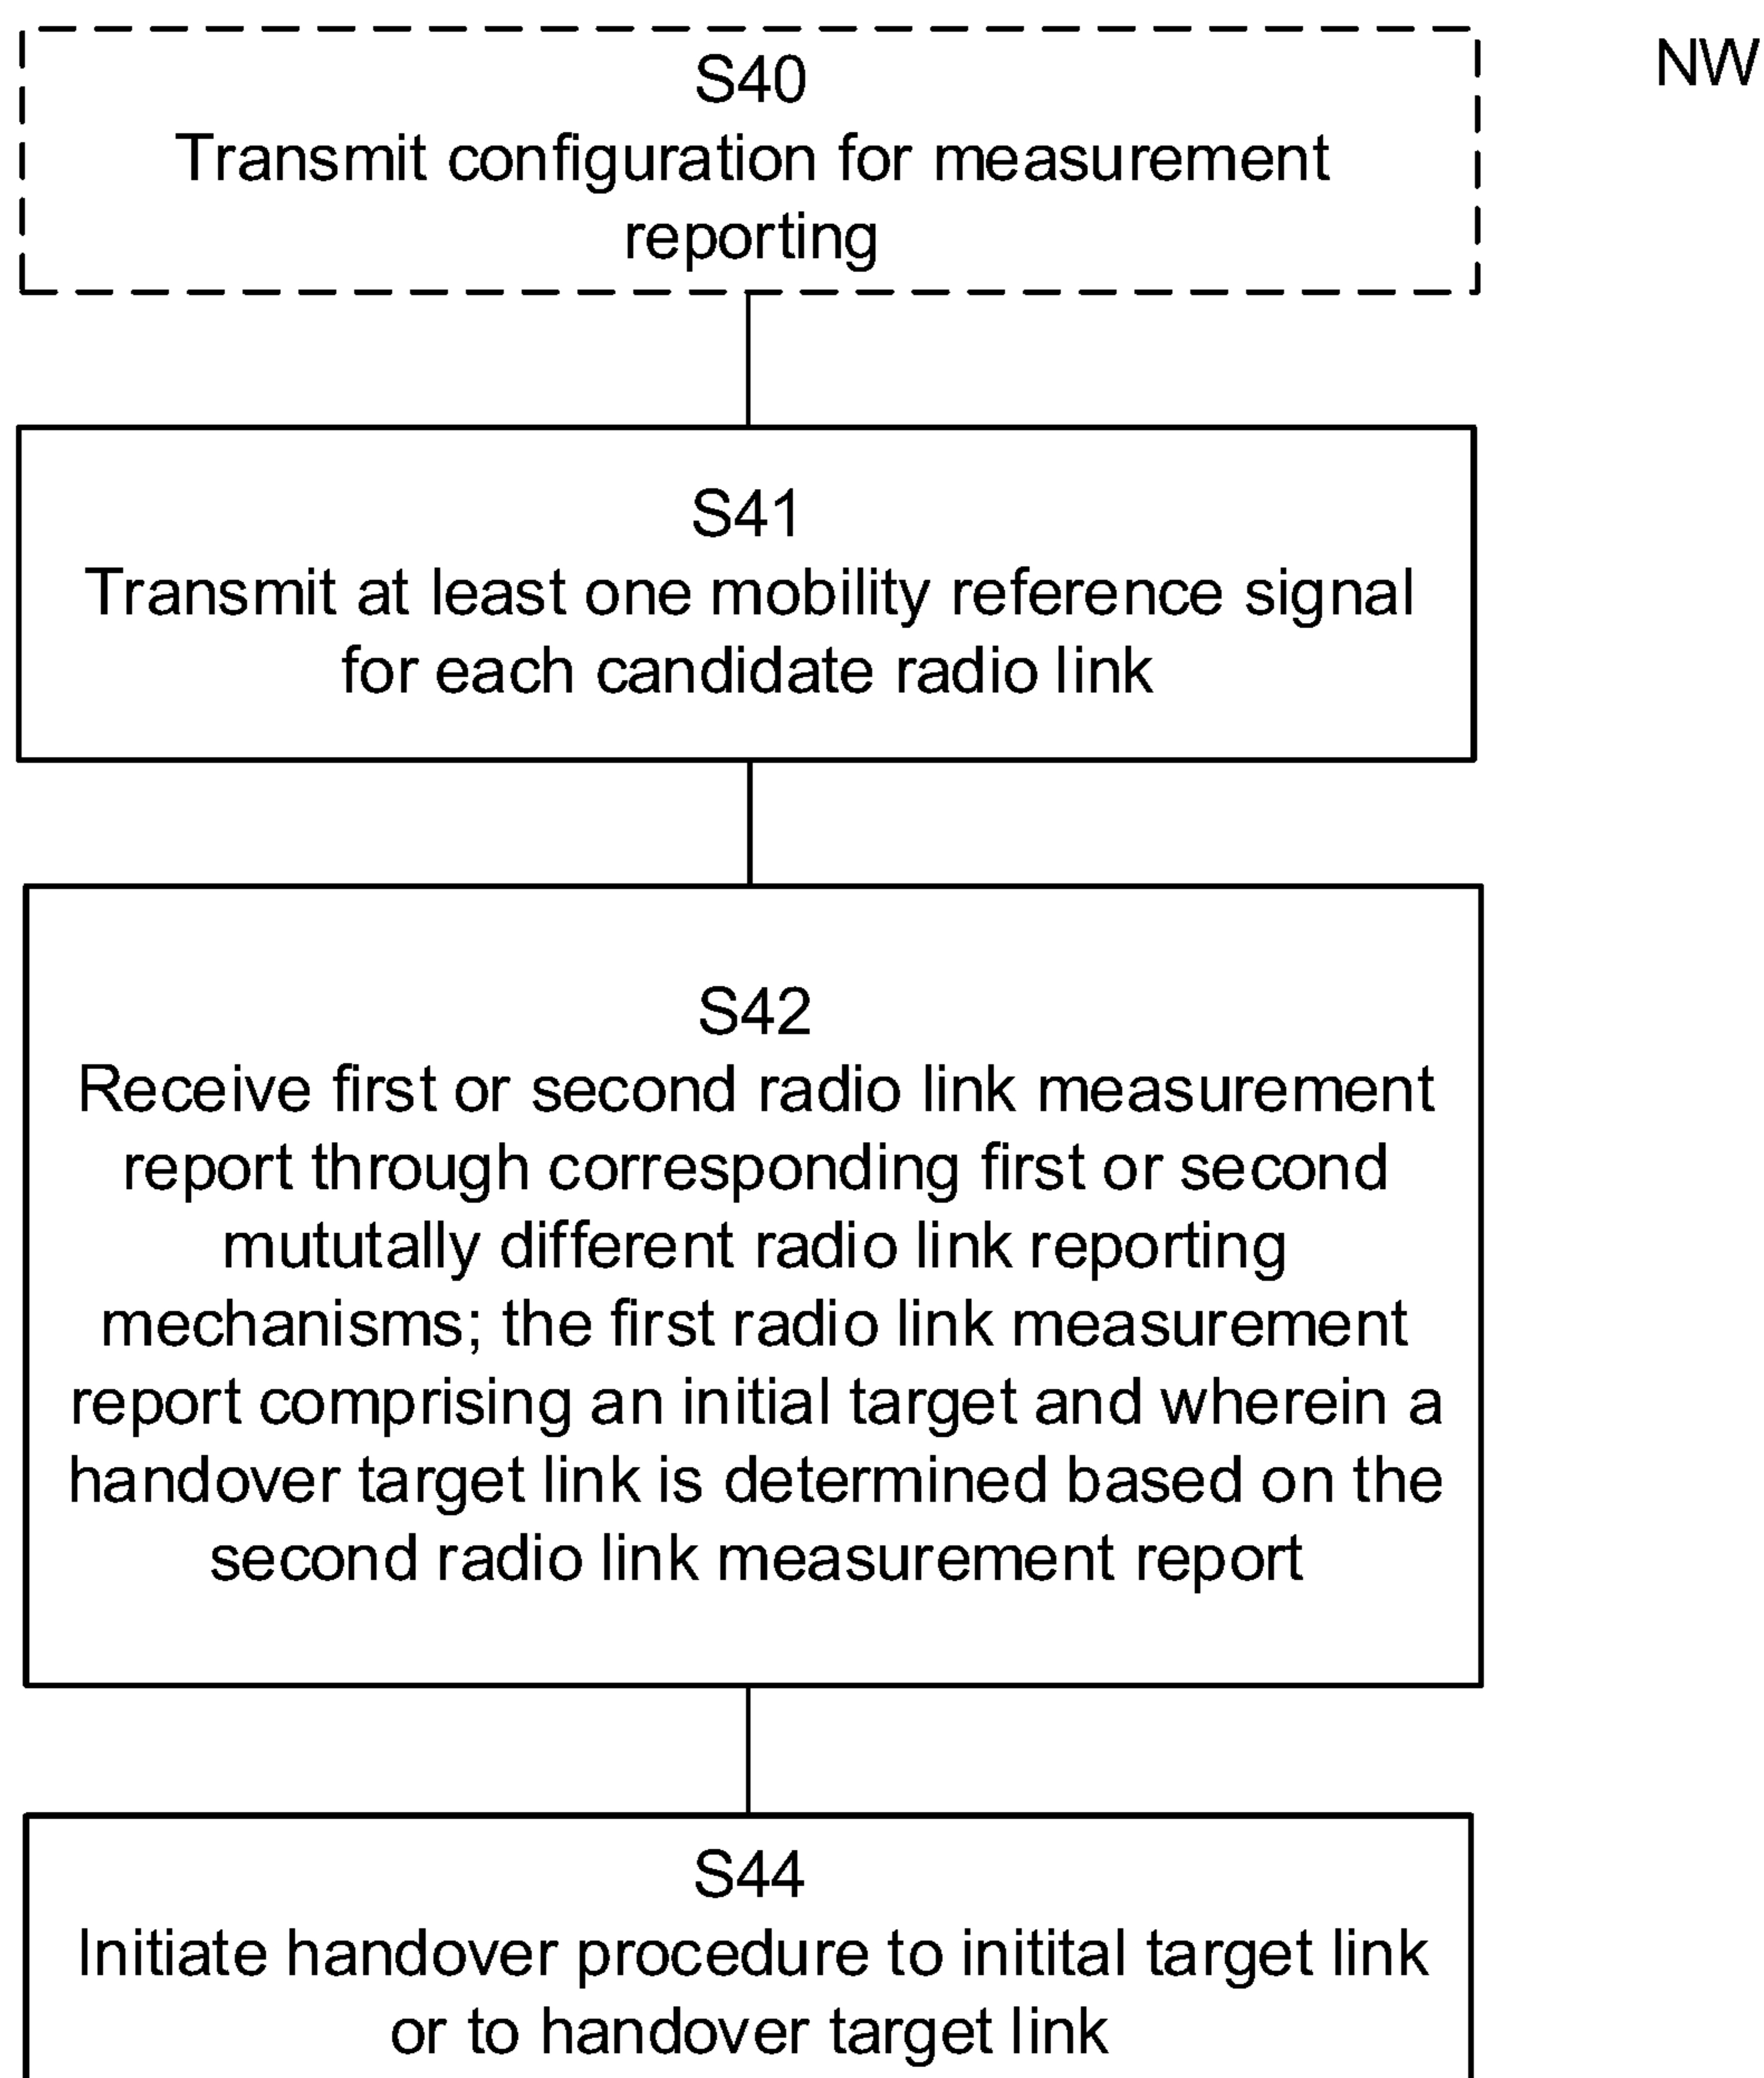 S40
NW
Transmit configuration for measurement
reporting
S41
Transmit at least one mobility reference signal
for each candidate radio link
S42
Receive first or second radio link measurement
report through corresponding first or second
mututally different radio link reporting
mechanisms; the first radio link measurement
report comprising an initial target and wherein a
handover target link is determined based on the
second radio link measurement report
S44
Initiate handover procedure to initital target link
or to handover target link